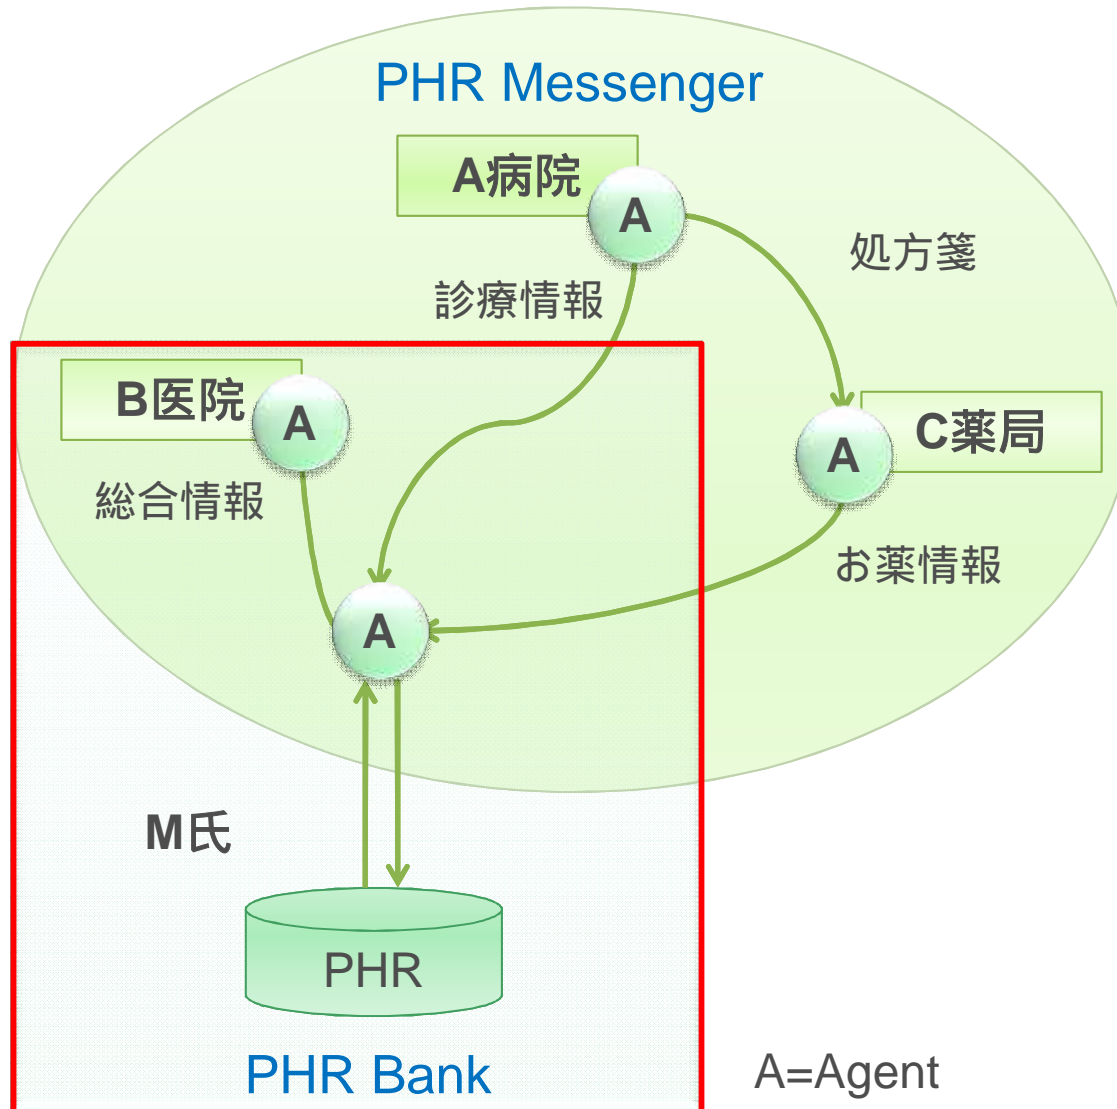 PHR Messenger
A病院
A
処方箋
診療情報
B医院
A
C薬局
A
総合情報
お薬情報
A
M氏
PHR
PHR Bank
A=Agent